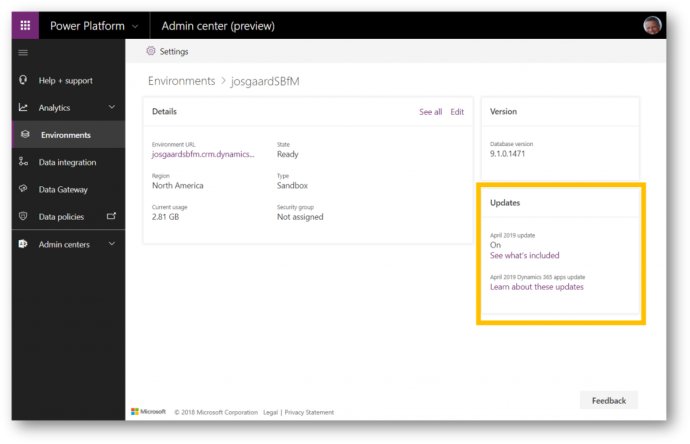 Power Platform
Admin center (preview)
Settings
Help + support
Analytics
Environments
Data integration
Data Gateway
Data policies
Admin centers
Environments > josgaardSBfM
Details
See all
Edit
Environment URL
josgaardsbfm.crm.dynamics...
State
Ready
Region
North America
Type
Sandbox
Current usage
2.81 GB
Security group
Not assigned
Version
Database version
9.1.0.1471
Updates
April 2019 update
On
See what's included
April 2019 Dynamics 365 apps update
Learn about these updates
Feedback
Microsoft © 2018 Microsoft Corporation Legal | Privacy Statement